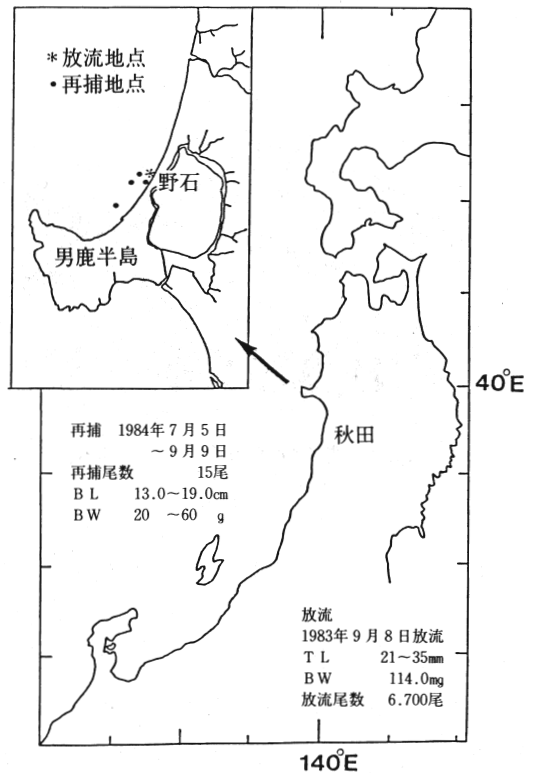 *放流地点
•再捕地点
野石
男鹿半島
40°E
秋田
再捕 1984年7月5日
～9月9日
再捕尾数 15尾
BL 13.0～19.0cm
BW 20 ～60 g
放流
1983年9月8日放流
TL 21～35mm
BW 114.0mg
放流尾数 6.700尾
140°E